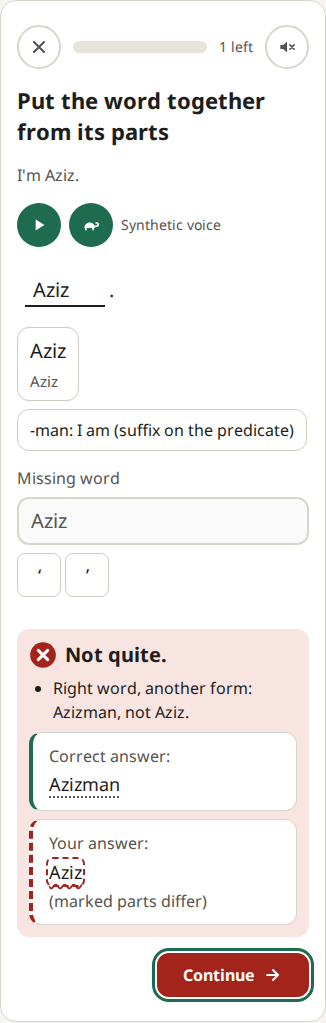 1 left
Put the word together
from its parts
I'm Aziz.
Synthetic voice
Aziz .
Aziz
Aziz
-man: I am (suffix on the predicate)
Missing word
Aziz
‘ ’
Not quite.
• Right word, another form:
Azizman, not Aziz.
Correct answer:
Azizman
Your answer:
Aziz
(marked parts differ)
Continue →